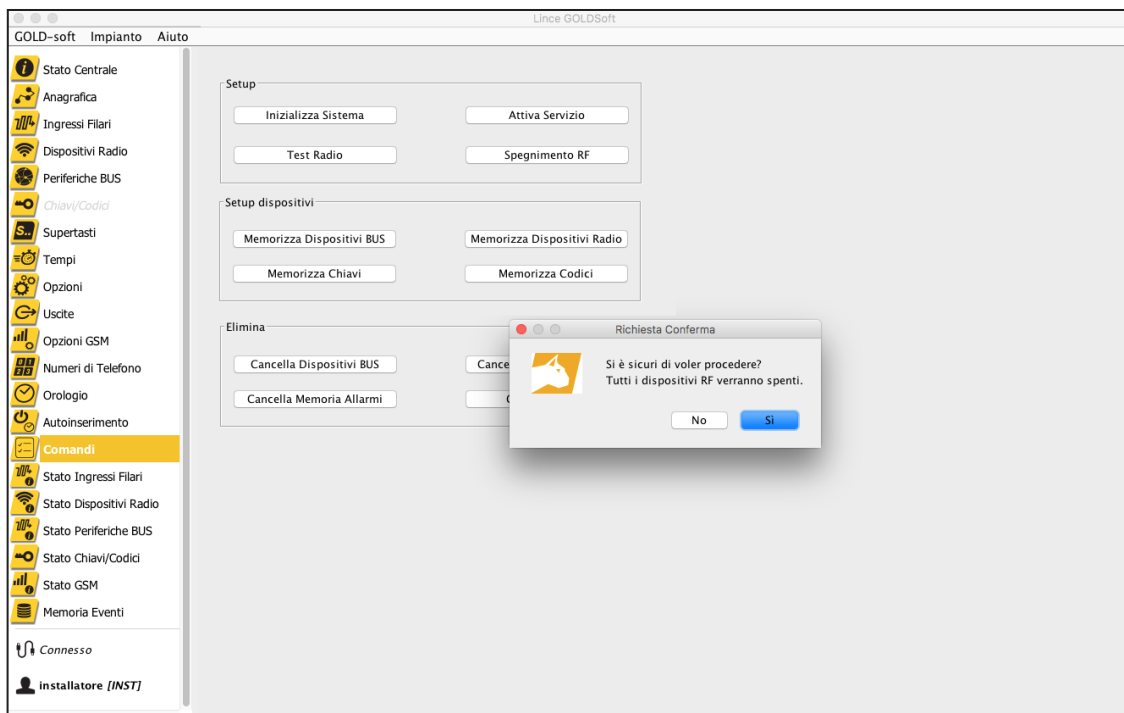 Lince GOLDSoft
GOLD-soft Impianto Aiuto
Stato Centrale
Anagrafica
Ingressi Filari
Dispositivi Radio
Periferiche BUS
Chiavi/Codici
S.. Supertasti
Tempi
Opzioni
Uscite
Opzioni GSM
Numeri di Telefono
Orologio
Autoinserimento
Comandi
Stato Ingressi Filari
Stato Dispositivi Radio
Stato Periferiche BUS
Stato Chiavi/Codici
Stato GSM
Memoria Eventi
Connesso
installatore [INST]
Setup
Inizializza Sistema Attiva Servizio
Test Radio Spegnimento RF
Setup dispositivi
Memorizza Dispositivi BUS Memorizza Dispositivi Radio
Memorizza Chiavi Memorizza Codici
Elimina
Cancella Dispositivi BUS
Cancella Memoria Allarmi
Richiesta Conferma
Si è sicuri di voler procedere?
Tutti i dispositivi RF verranno spenti.
No Sì